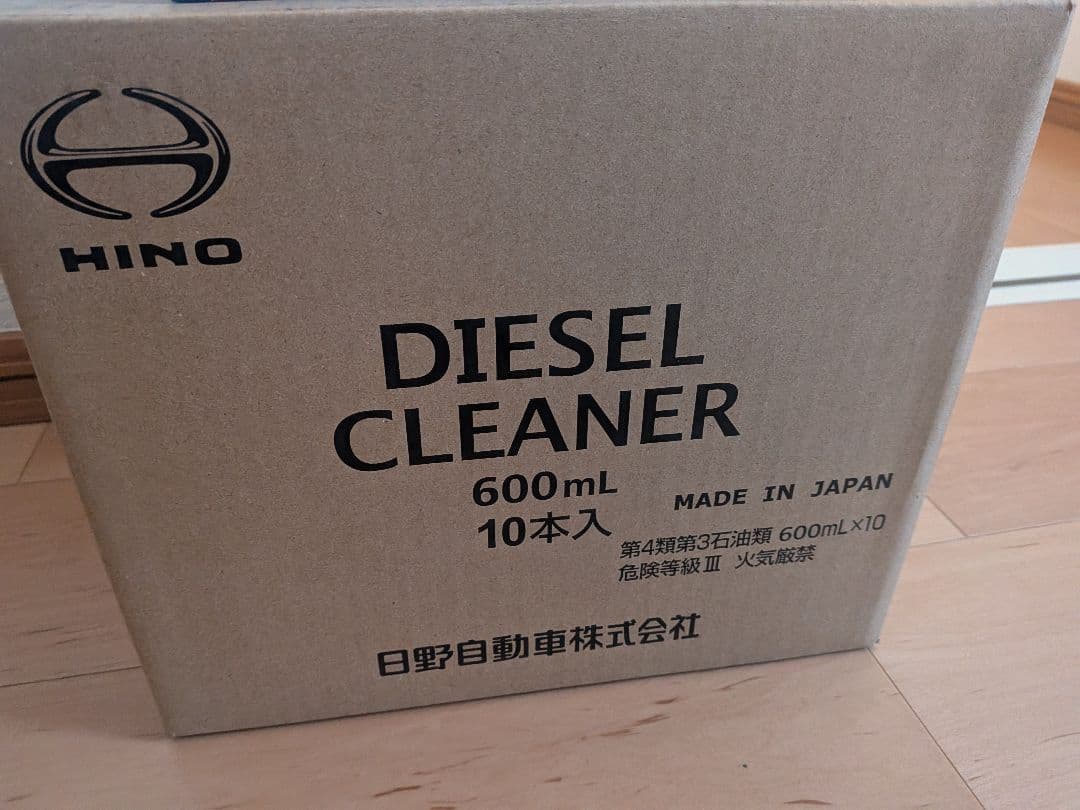 HINO
DIESEL
CLEANER
600mL
10本入
MADE IN JAPAN
第4類第3石油類 600mL×10
危険等級Ⅲ 火気厳禁
日野自動車株式会社